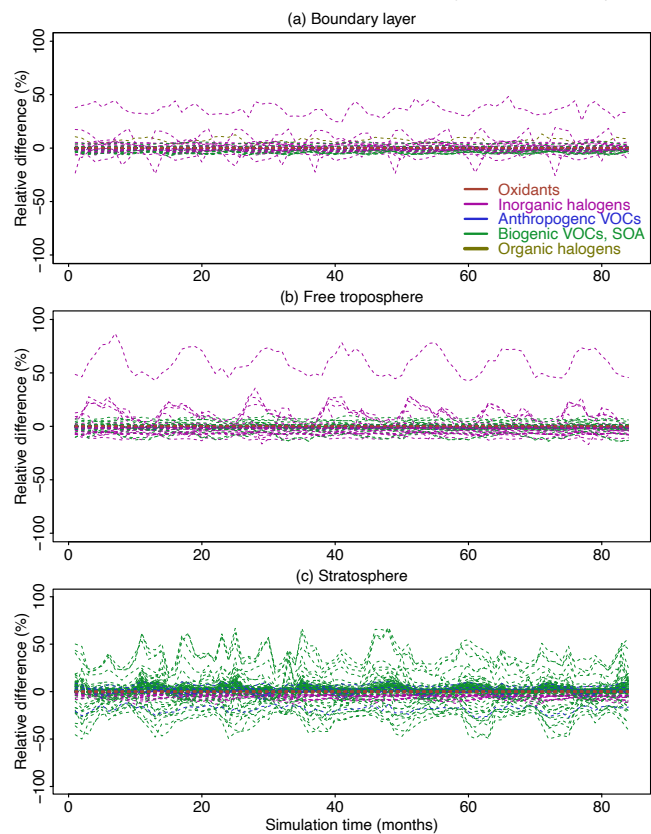 (a) Boundary layer
Relative difference (%)
100
50
0
−50
−100
Oxidants
Inorganic halogens
Anthropogenc VOCs
Biogenic VOCs, SOA
Organic halogens
0 20 40 60 80
(b) Free troposphere
Relative difference (%)
100
50
0
−50
−100
0 20 40 60 80
(c) Stratosphere
Relative difference (%)
100
50
0
−50
−100
0 20 40 60 80
Simulation time (months)